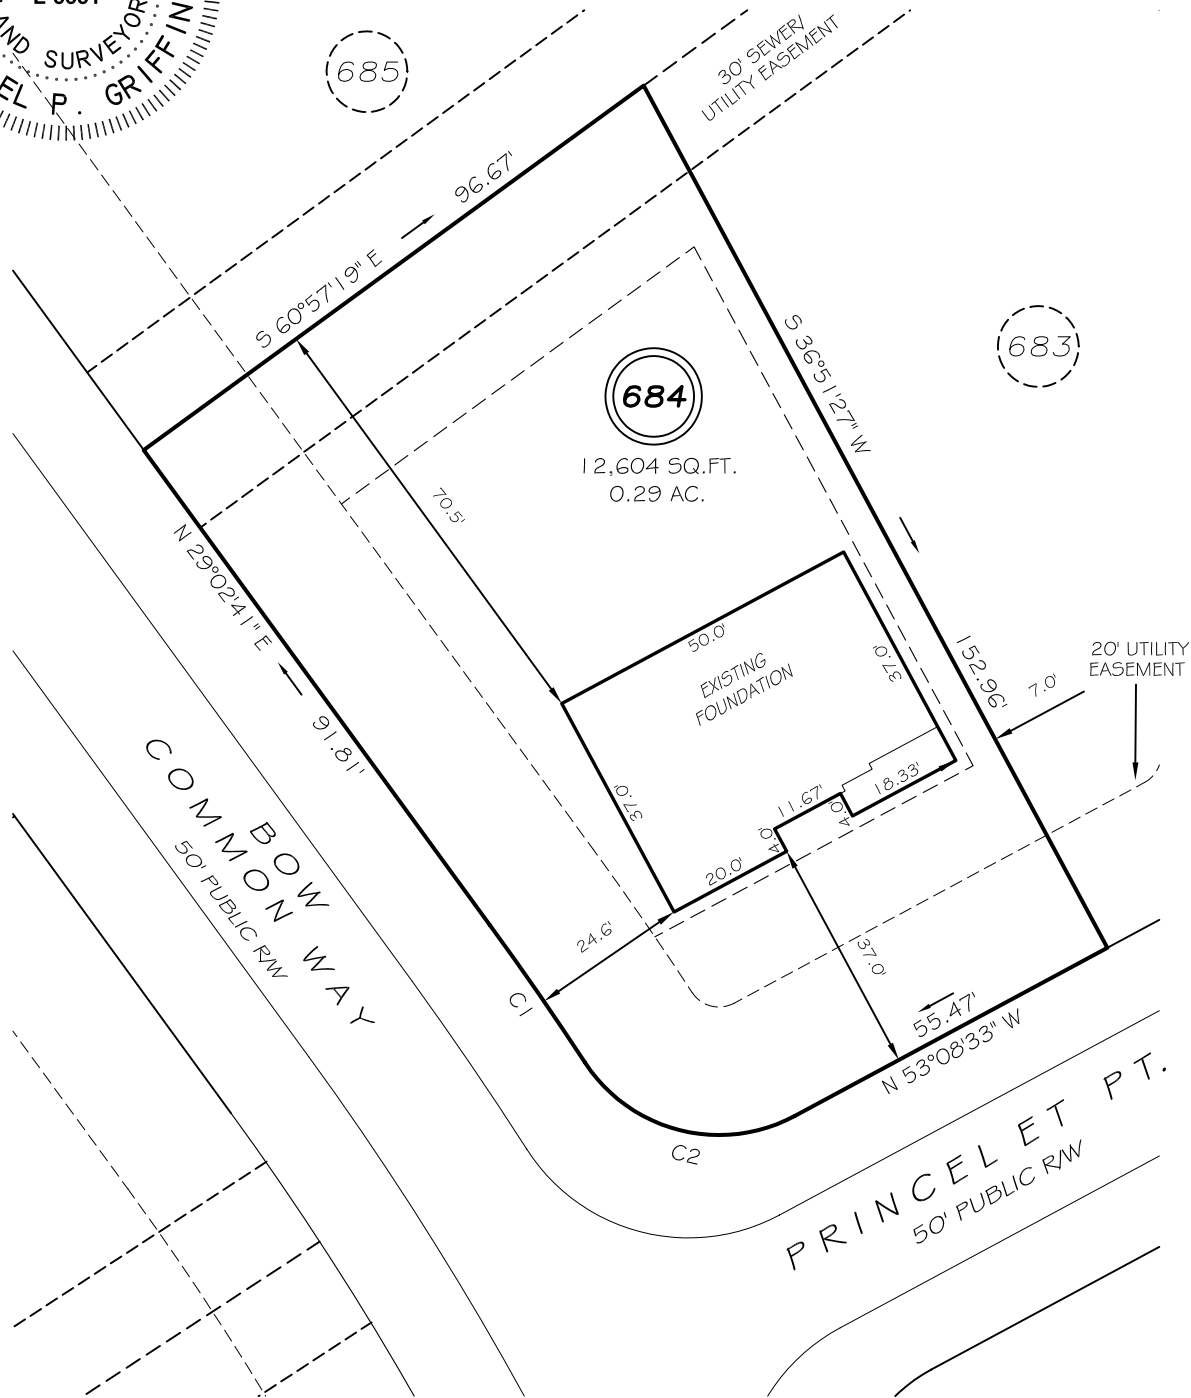 LAND SURVEYOR
EL P. GRIFFIN
685
30' SEWER/
UTILITY EASEMENT
96.67'
S 60°57'19" E
683
S 36°51'27" W
684
12,604 SQ.FT.
0.29 AC.
70.5'
N 29°02'41" E
50.0'
EXISTING
FOUNDATION
37.0'
152.96'
20' UTILITY
EASEMENT
7.0'
91.81'
BOW
COMMON WAY
50' PUBLIC R/W
37.0'
11.67'
18.33'
4.0'
4.0'
20.0'
24.6'
37.0'
C1
55.47'
N 53°08'33" W
C2
PRINCELET PT.
50' PUBLIC R/W